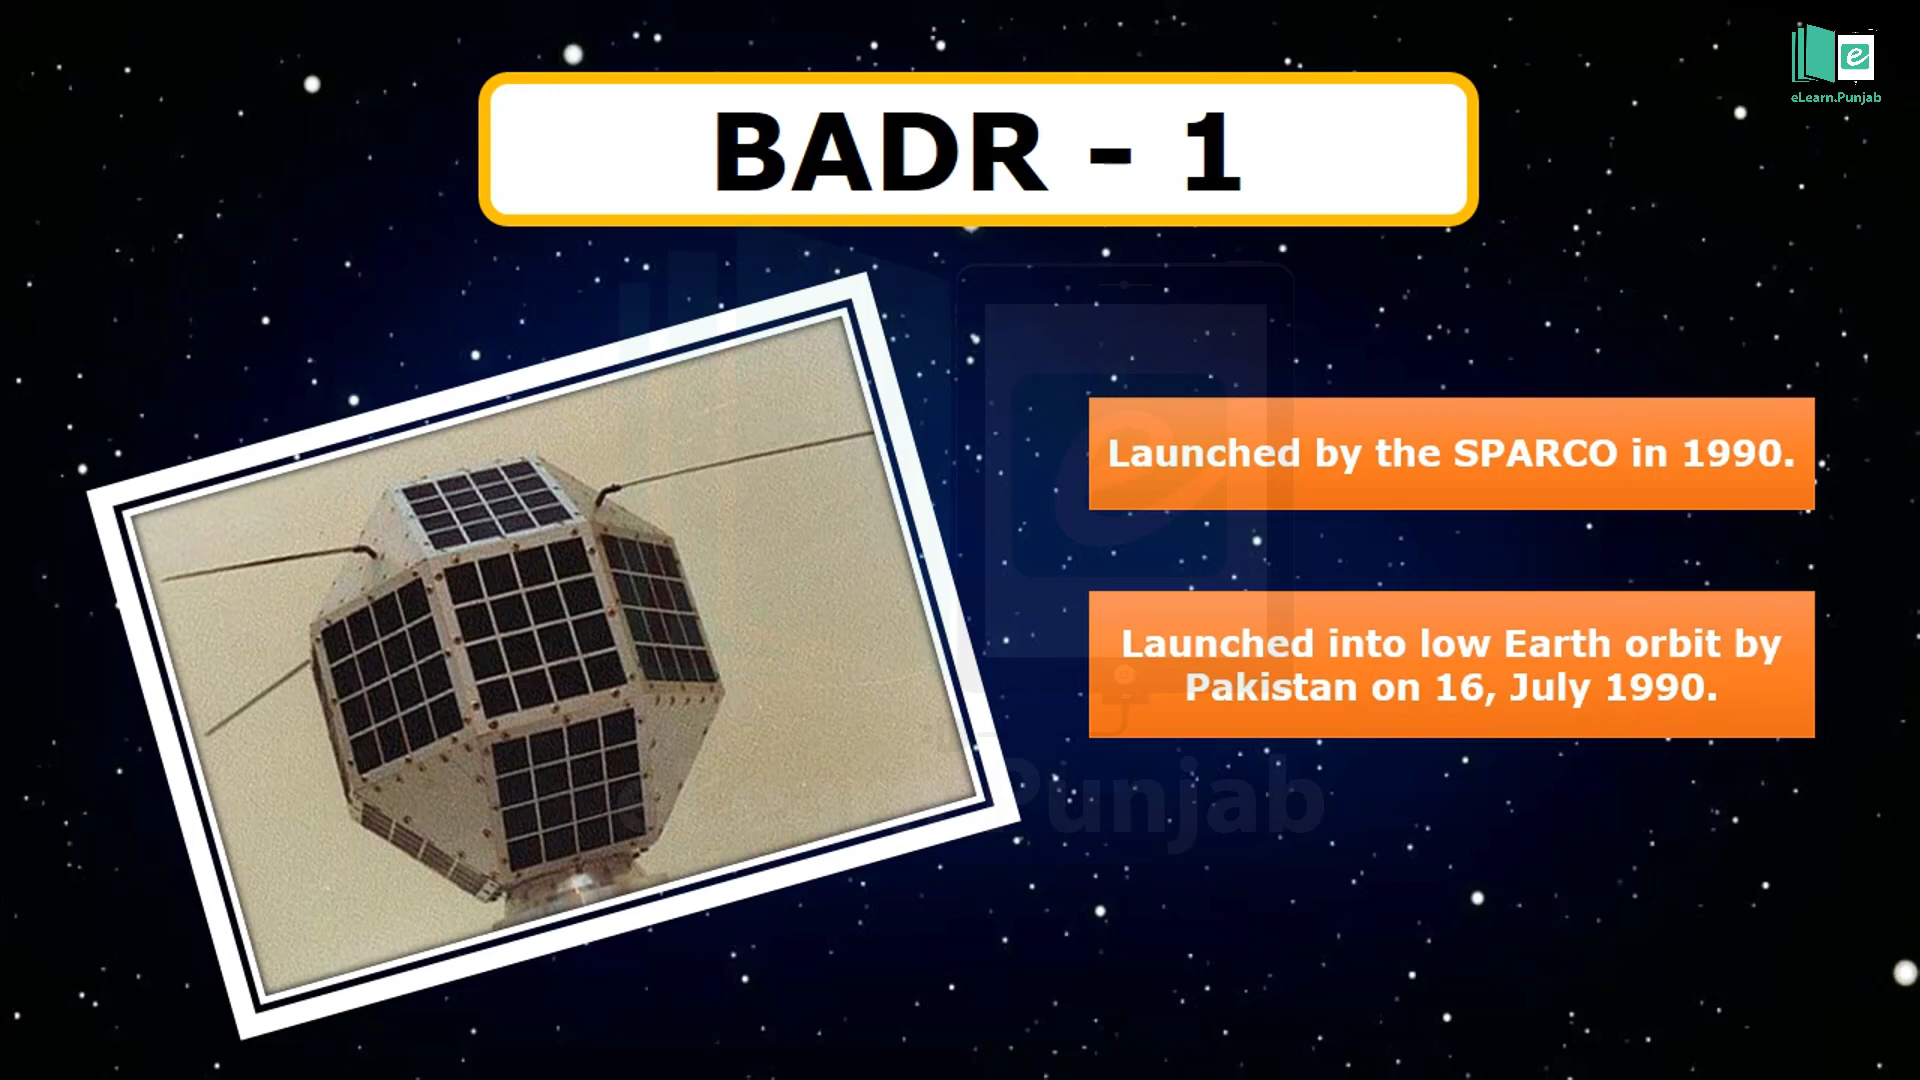 eLearn.Punjab
BADR - 1
Launched by the SPARCO in 1990.
Launched into low Earth orbit by
Pakistan on 16, July 1990.
Punjab